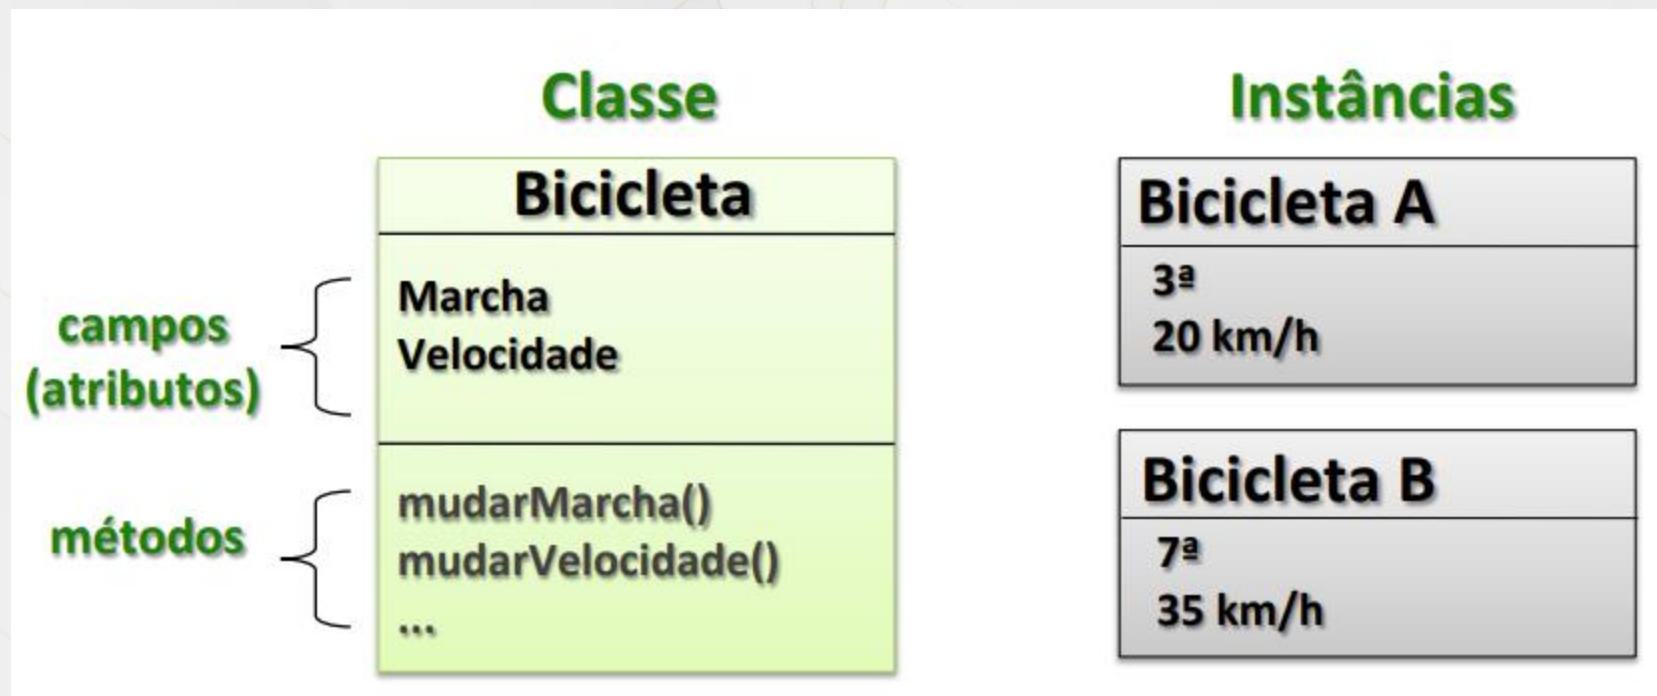 Classe
Bicicleta
campos
(atributos)
Marcha
Velocidade
métodos
mudarMarcha()
mudarVelocidade()
...
Instâncias
Bicicleta A
3ª
20 km/h
Bicicleta B
7ª
35 km/h